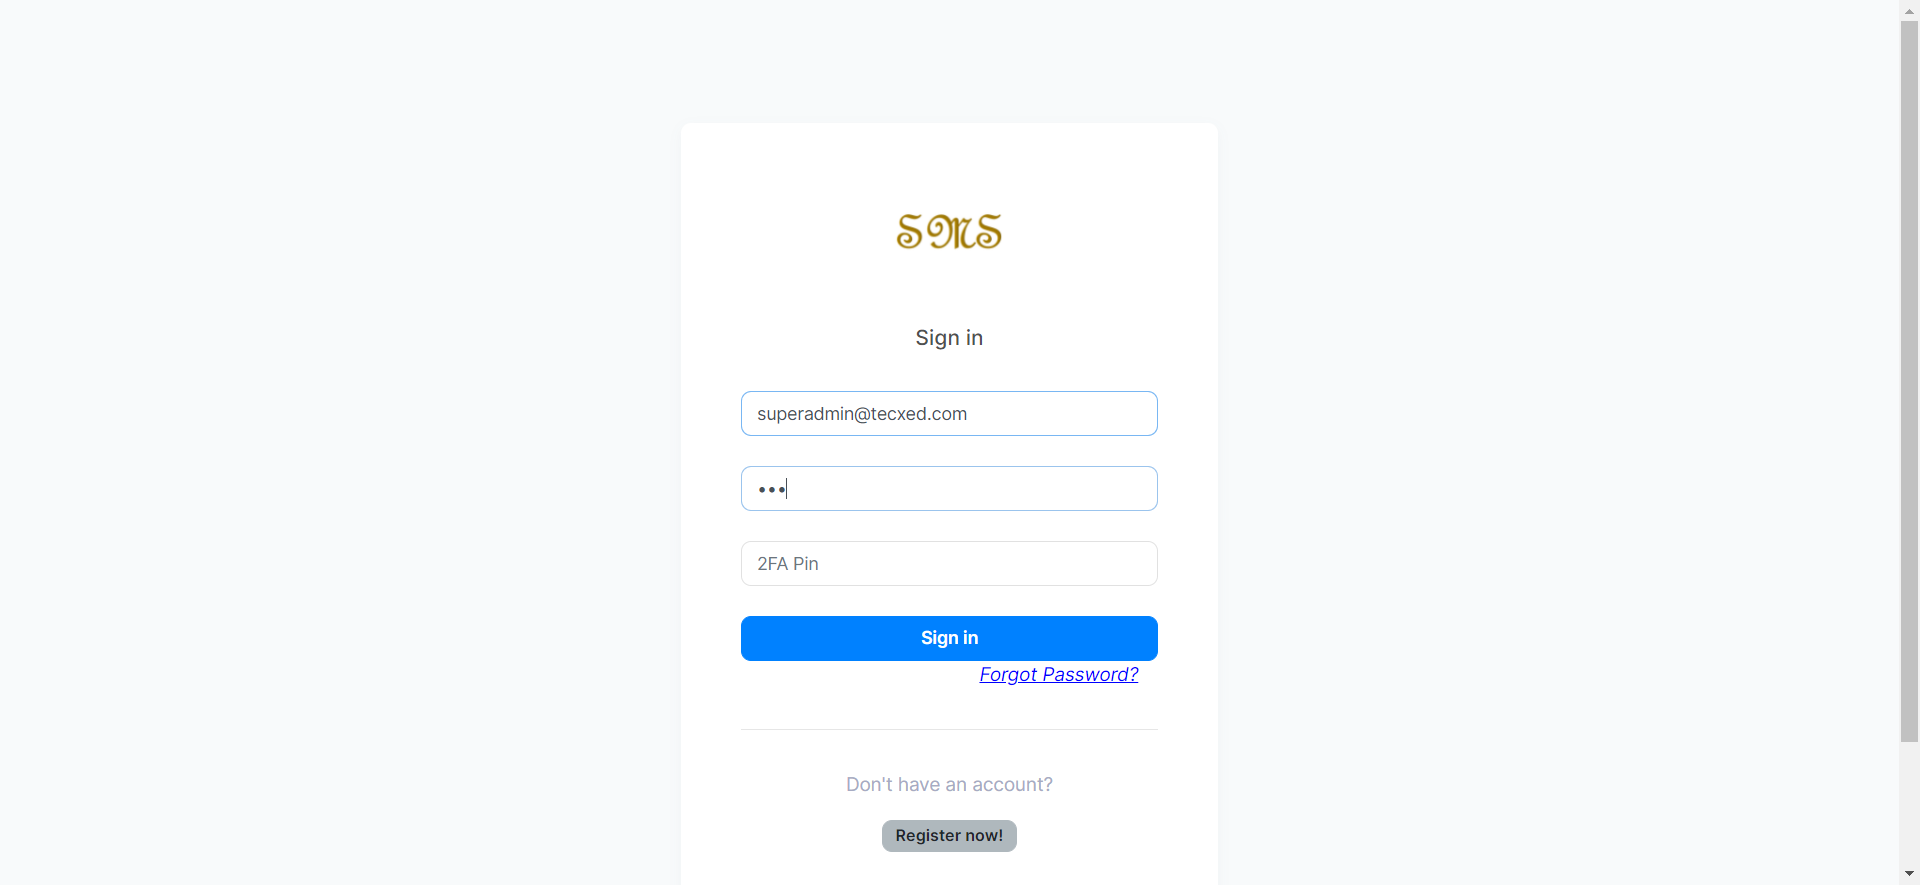 SMS
Sign in
superadmin@tecxed.com
•••
2FA Pin
Sign in
Forgot Password?
Don't have an account?
Register now!